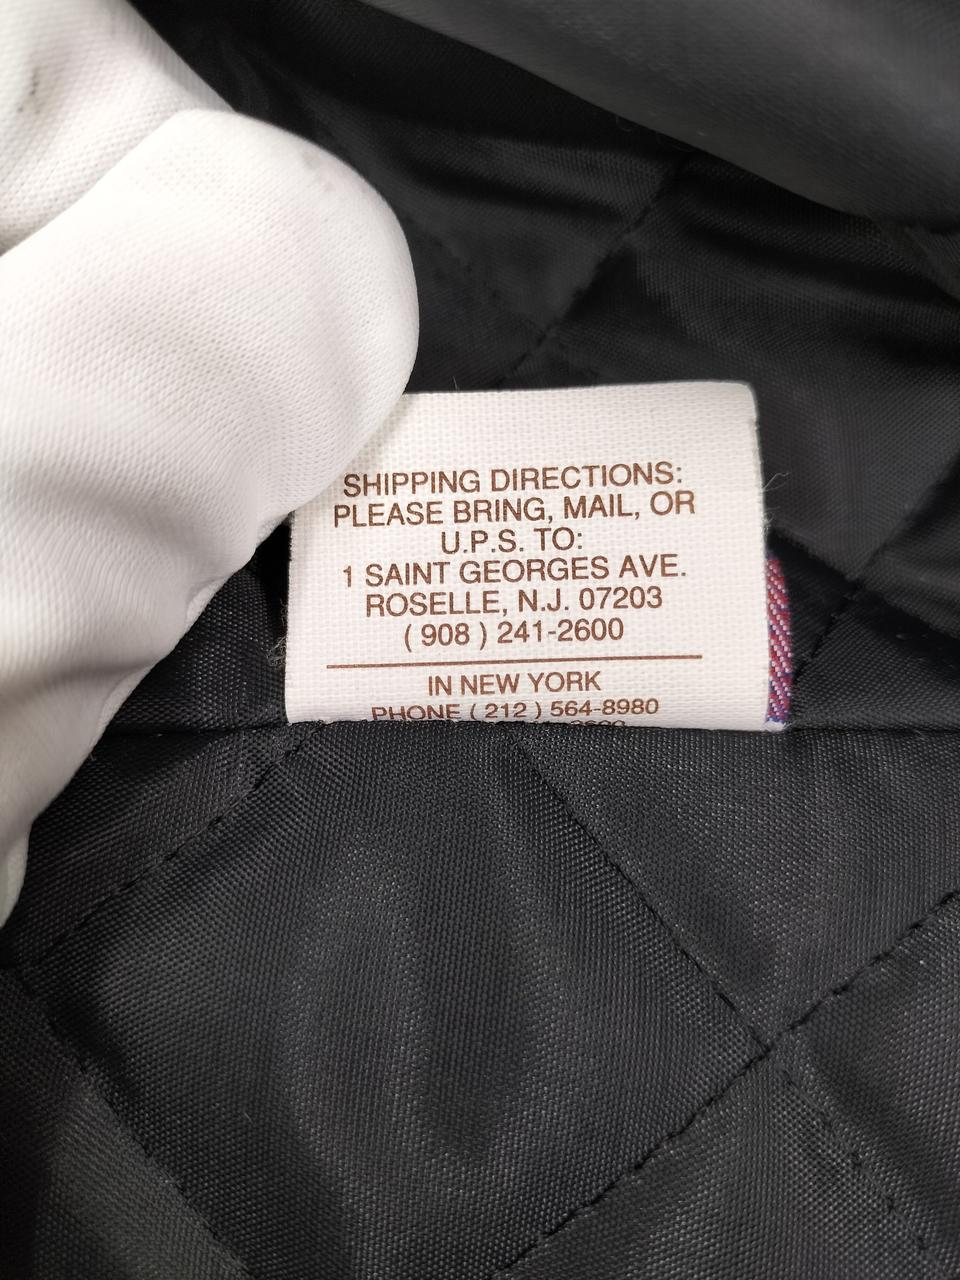 SHIPPING DIRECTIONS:
PLEASE BRING, MAIL, OR
U.P.S. TO:
1 SAINT GEORGES AVE.
ROSELLE, N.J. 07203
( 908 ) 241-2600
IN NEW YORK
PHONE ( 212 ) 564-8980